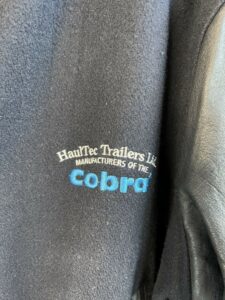 HaulTec Trailers Ltd.
MANUFACTURERS OF THE
Cobra